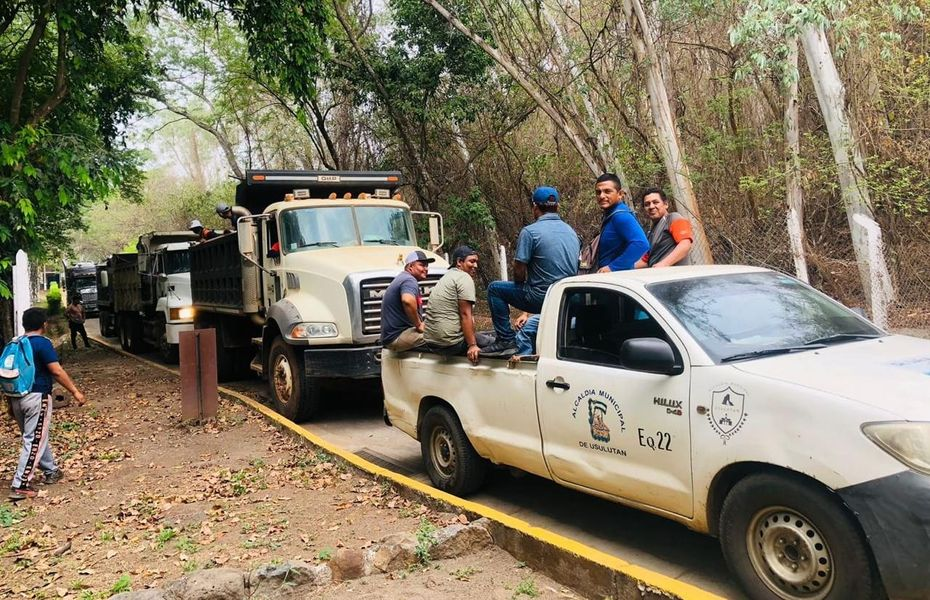 ALCALDIA MUNICIPAL
DE USULUTAN
HILUX
Eq.22